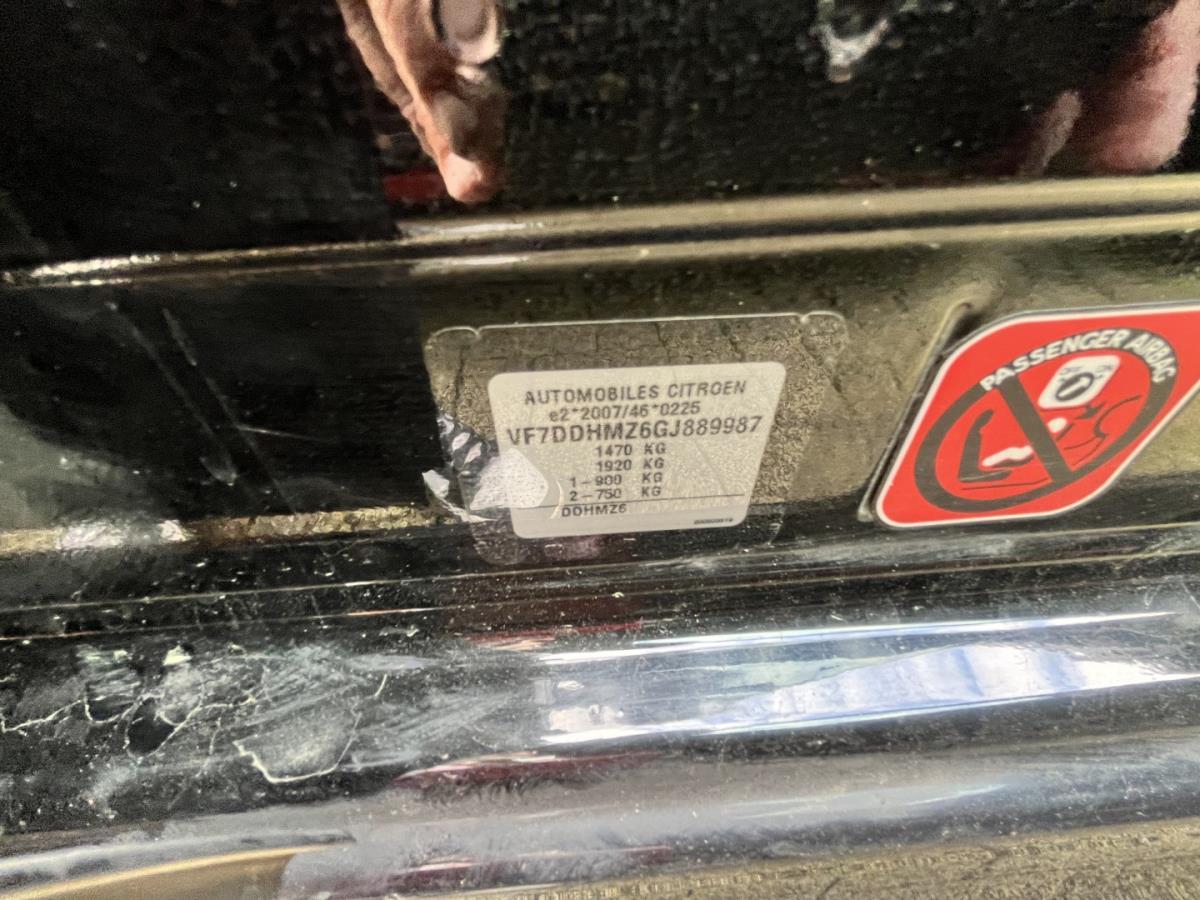 AUTOMOBILES CITROEN
e2*2007/46*0225
VF7DDHMZ6GJ889987
1470 KG
1920 KG
1-900 KG
2-750 KG
DDHMZ6
PASSENGER AIRBAG